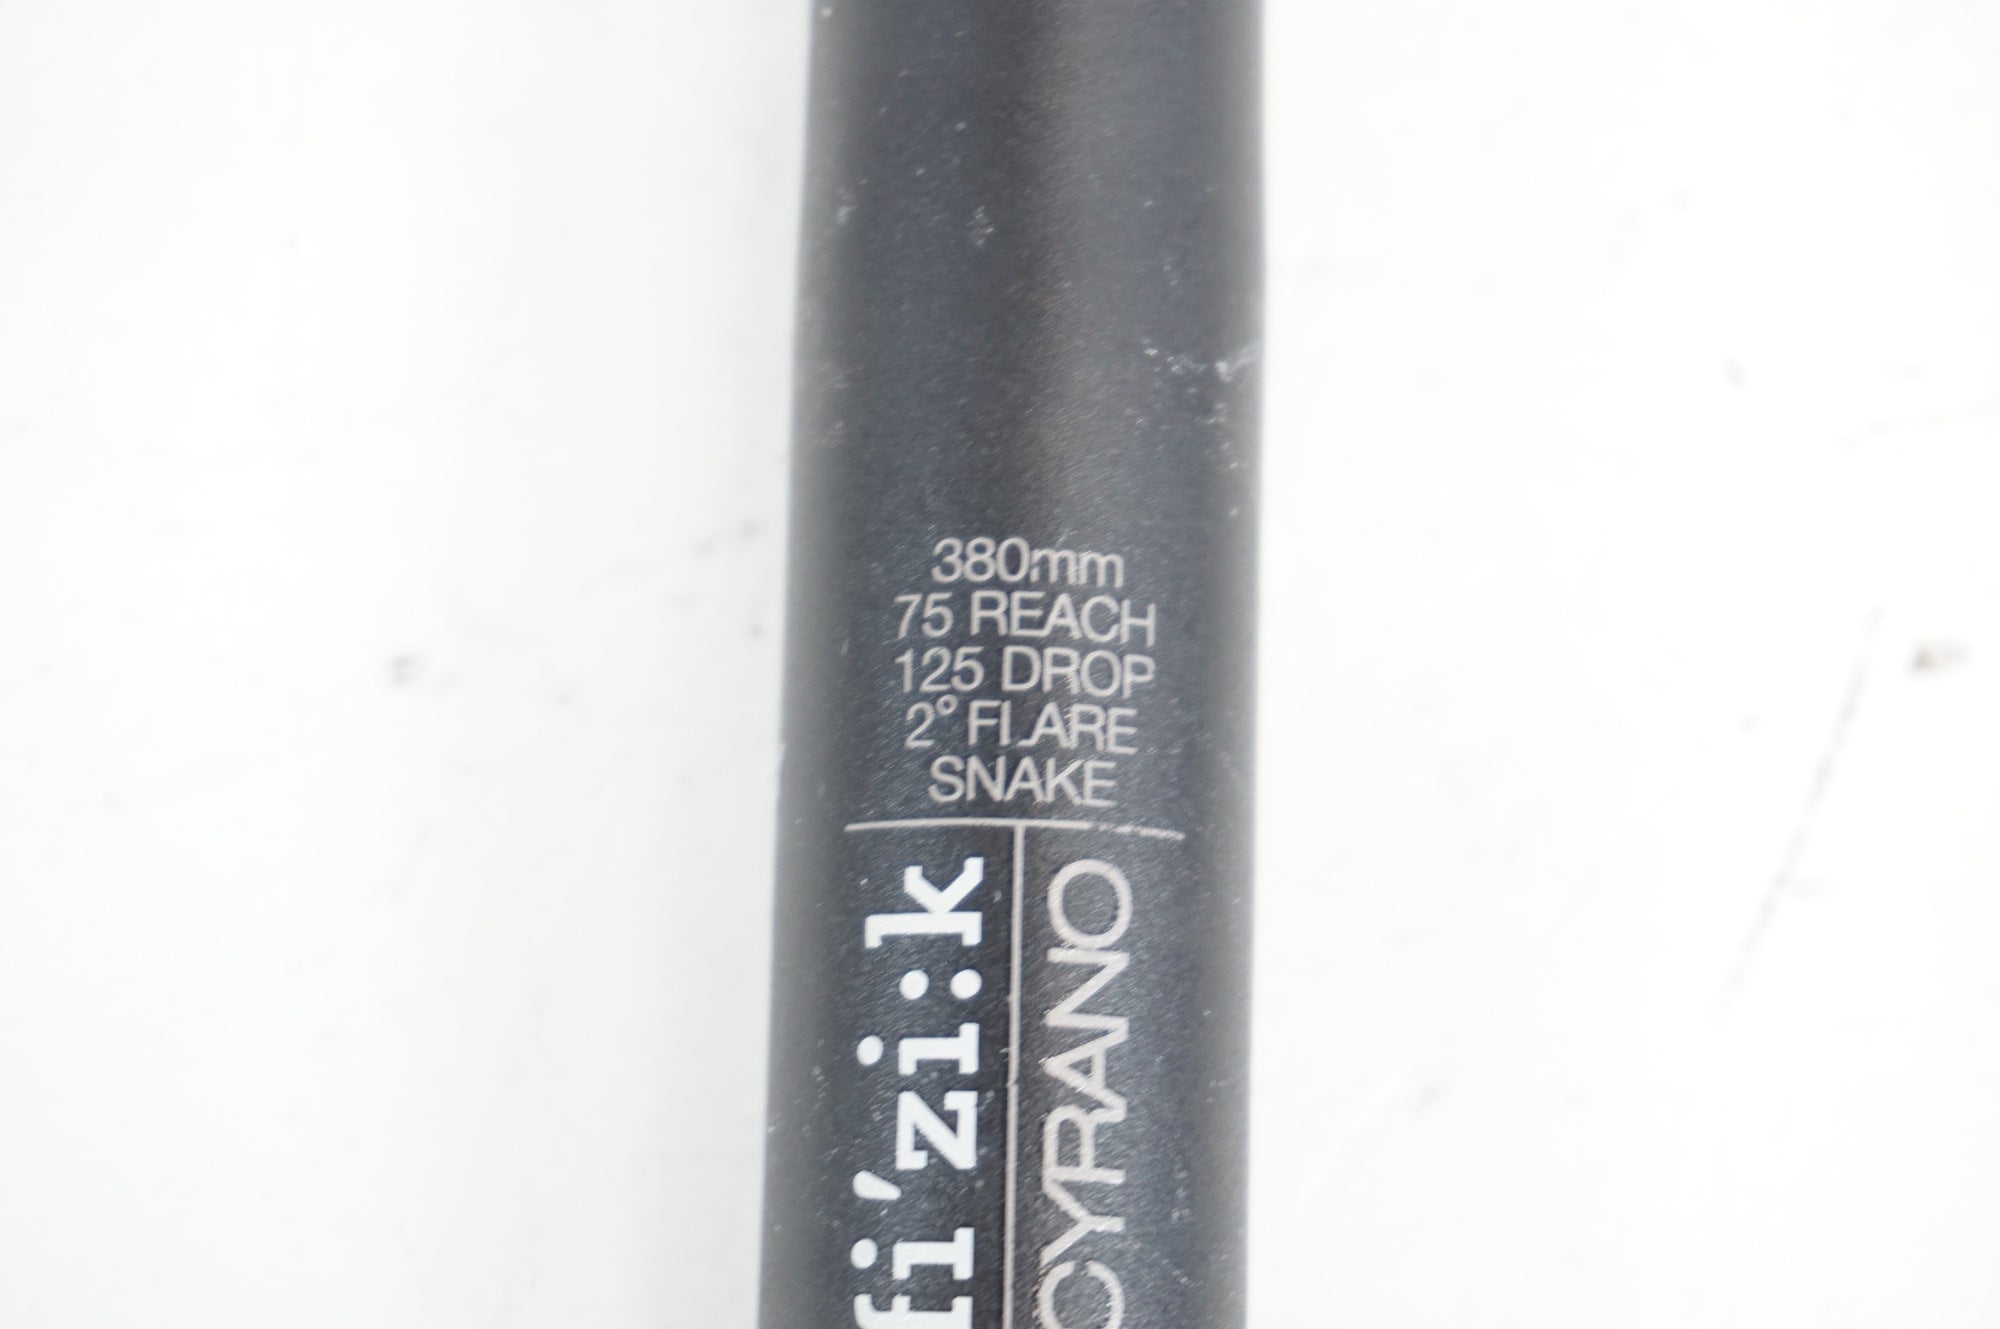 380mm
75 REACH
125 DROP
2° FLARE
SNAKE
fi'zi:k
CYRANO